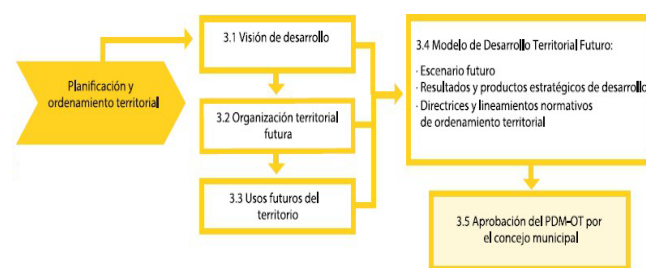 Planificación y
ordenamiento territorial
3.1 Visión de desarrollo
3.2 Organización territorial
futura
3.3 Usos futuros del
territorio
3.4 Modelo de Desarrollo Territorial Futuro:
· Escenario futuro
· Resultados y productos estratégicos de desarrollo
· Directrices y lineamientos normativos
de ordenamiento territorial
3.5 Aprobación del PDM-OT por
el concejo municipal